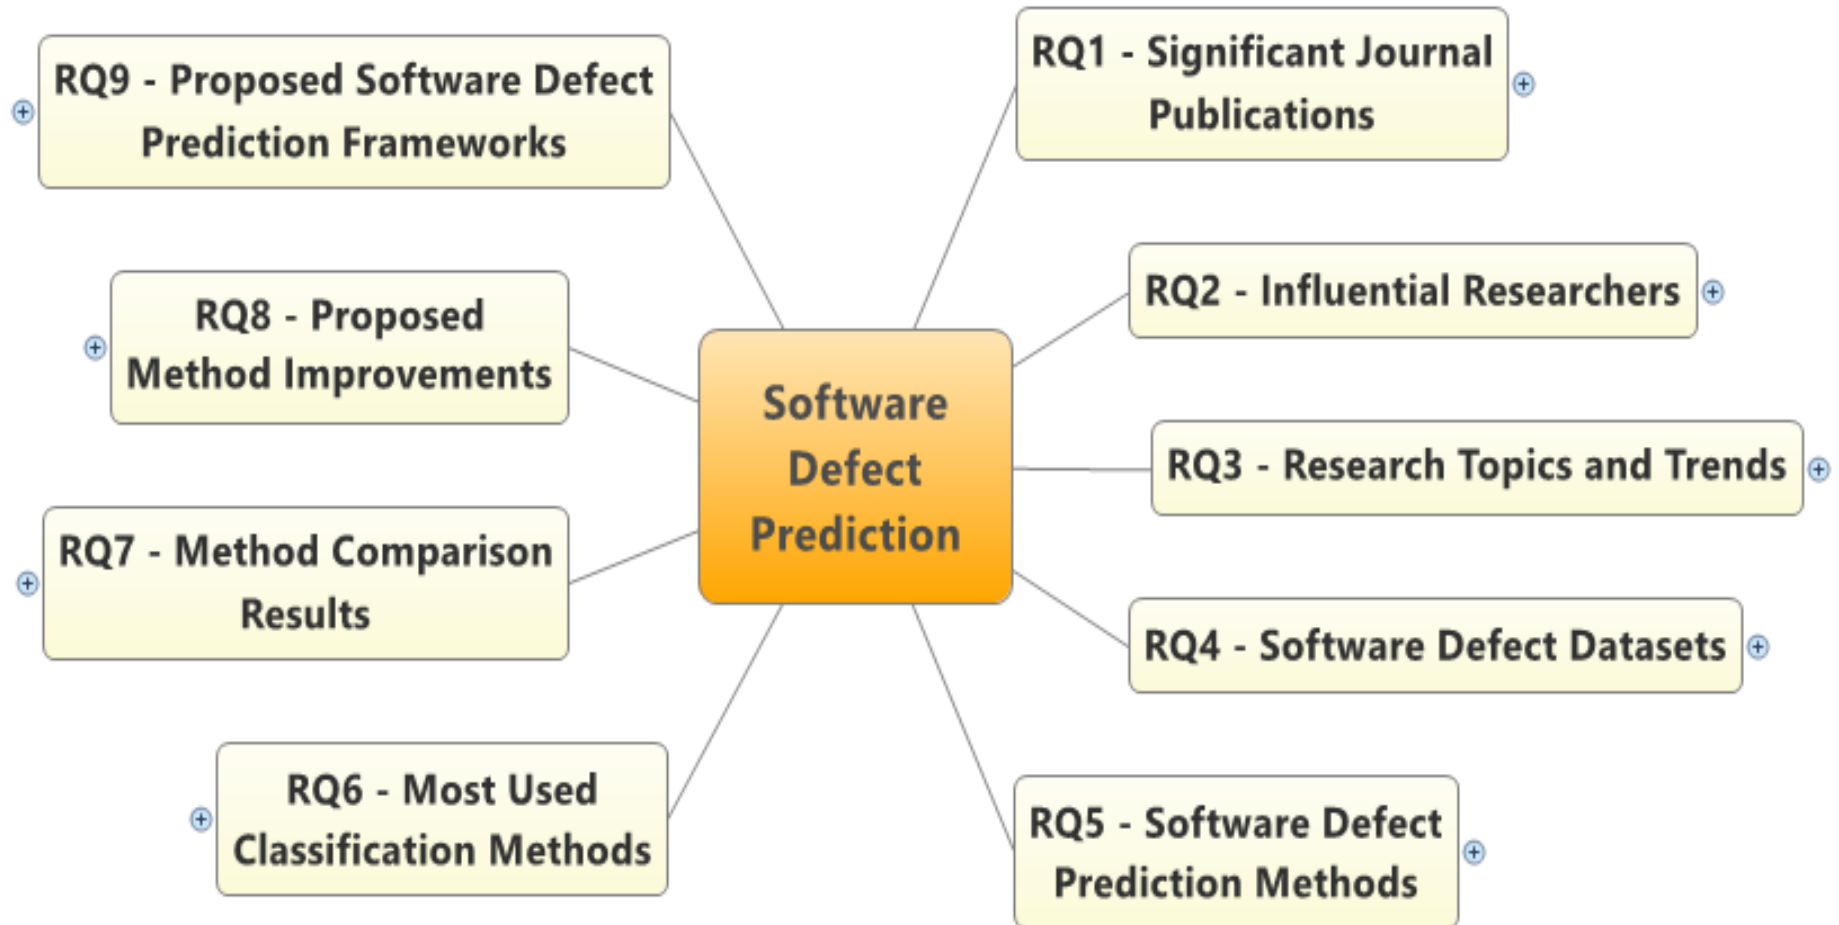 RQ1 - Significant Journal
Publications
RQ2 - Influential Researchers
RQ3 - Research Topics and Trends
RQ4 - Software Defect Datasets
RQ5 - Software Defect
Prediction Methods
RQ6 - Most Used
Classification Methods
RQ7 - Method Comparison
Results
RQ8 - Proposed
Method Improvements
RQ9 - Proposed Software Defect
Prediction Frameworks
Software
Defect
Prediction